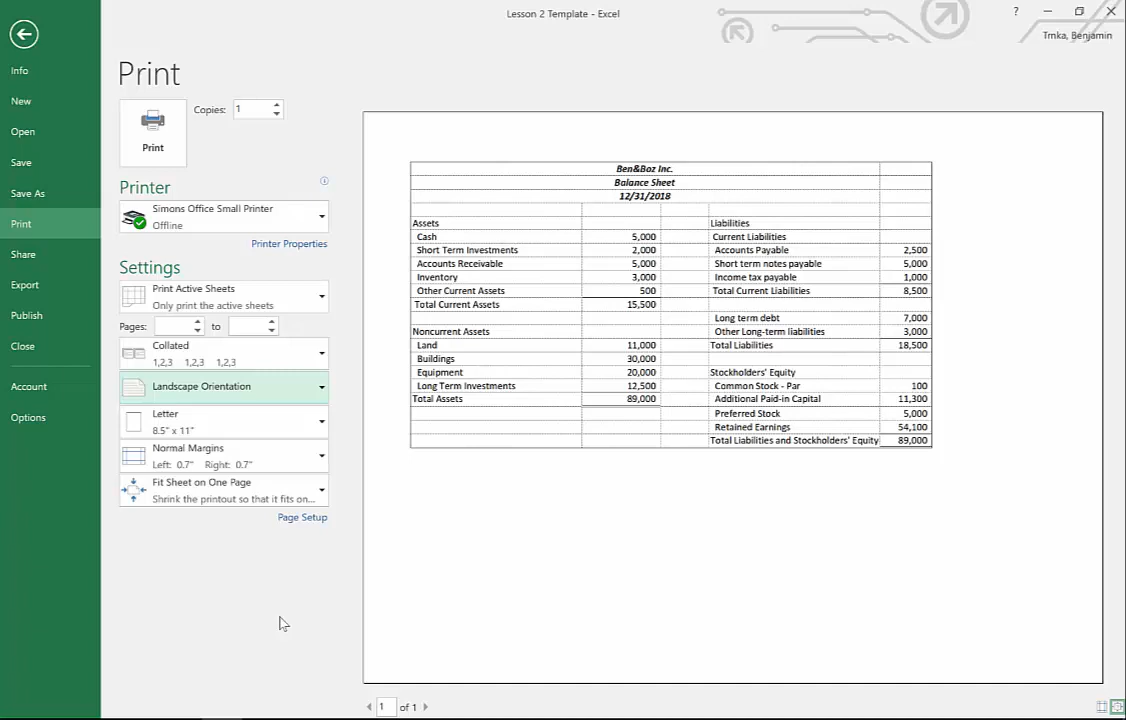 Lesson 2 Template - Excel
?
Trnka, Benjamin
Info
New
Open
Save
Save As
Print
Share
Export
Publish
Close
Account
Options
Print
Print
Copies: 1
Printer
Simons Office Small Printer
Offline
Printer Properties
Settings
Print Active Sheets
Only print the active sheets
Pages: to
Collated
1,2,3 1,2,3 1,2,3
Landscape Orientation
Letter
8.5" x 11"
Normal Margins
Left: 0.7" Right: 0.7"
Fit Sheet on One Page
Shrink the printout so that it fits on...
Page Setup
Ben&Boz Inc.
Balance Sheet
12/31/2018
Assets Liabilities
Cash 5,000 Current Liabilities
Short Term Investments 2,000 Accounts Payable 2,500
Accounts Receivable 5,000 Short term notes payable 5,000
Inventory 3,000 Income tax payable 1,000
Other Current Assets 500 Total Current Liabilities 8,500
Total Current Assets 15,500
Long term debt 7,000
Noncurrent Assets Other Long-term liabilities 3,000
Land 11,000 Total Liabilities 18,500
Buildings 30,000
Equipment 20,000 Stockholders' Equity
Long Term Investments 12,500 Common Stock - Par 100
Total Assets 89,000 Additional Paid-in Capital 11,300
Preferred Stock 5,000
Retained Earnings 54,100
Total Liabilities and Stockholders' Equity 89,000
1 of 1